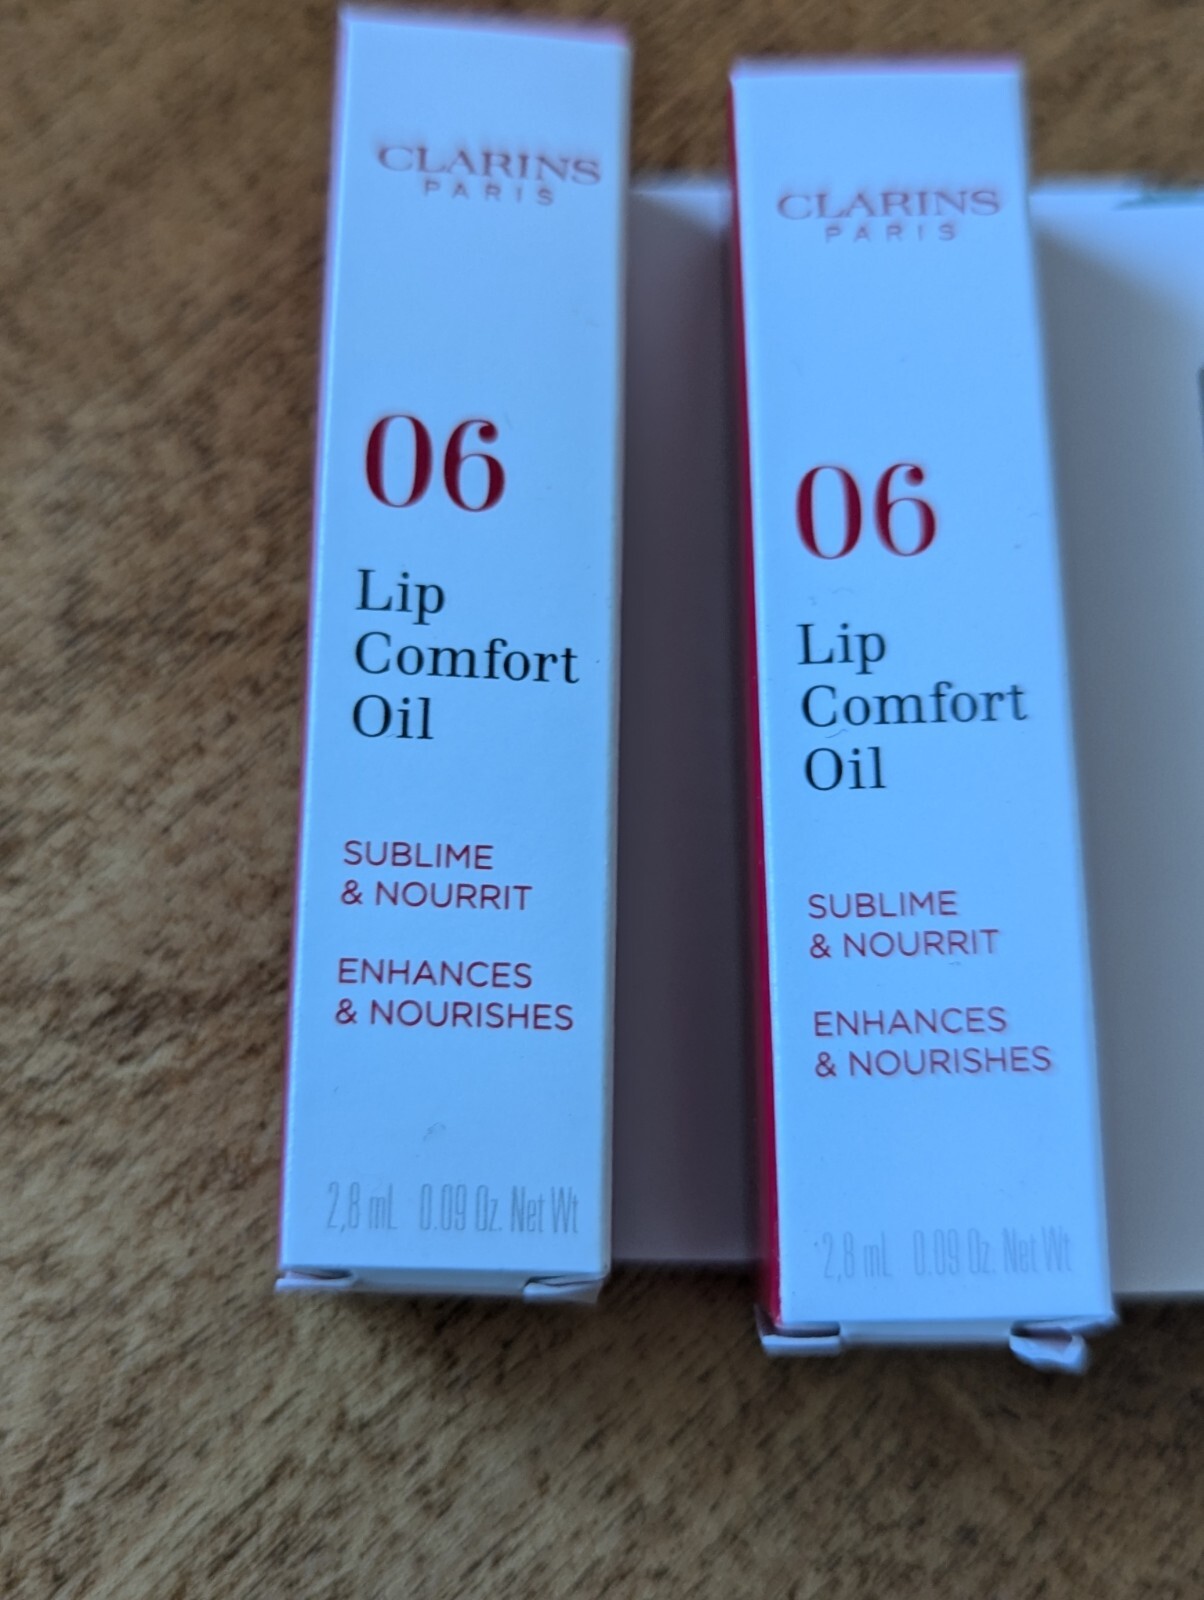 CLARINS
PARIS
06
Lip
Comfort
Oil
SUBLIME
& NOURRIT
ENHANCES
& NOURISHES
2,8 mL 0.09 Oz. Net Wt
CLARINS
PARIS
06
Lip
Comfort
Oil
SUBLIME
& NOURRIT
ENHANCES
& NOURISHES
2,8 mL 0.09 Oz. Net Wt